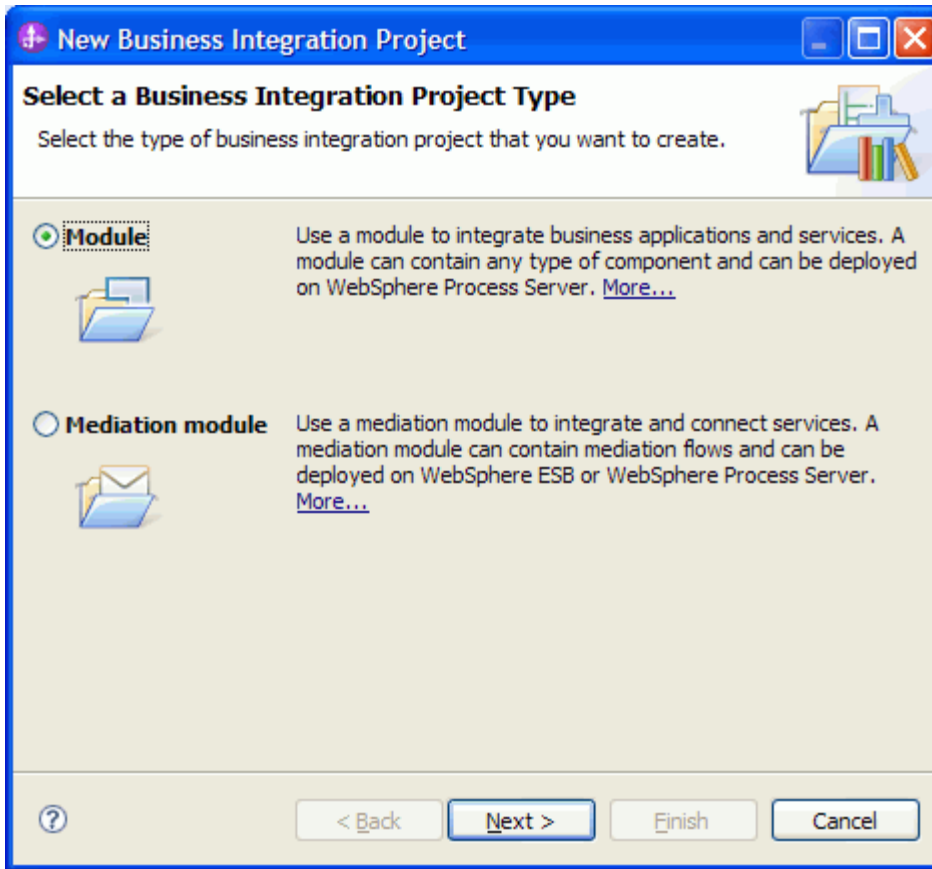 New Business Integration Project
Select a Business Integration Project Type
Select the type of business integration project that you want to create.
Module
Use a module to integrate business applications and services. A
module can contain any type of component and can be deployed
on WebSphere Process Server. More...
Mediation module
Use a mediation module to integrate and connect services. A
mediation module can contain mediation flows and can be
deployed on WebSphere ESB or WebSphere Process Server.
More...
?
< Back
Next >
Finish
Cancel